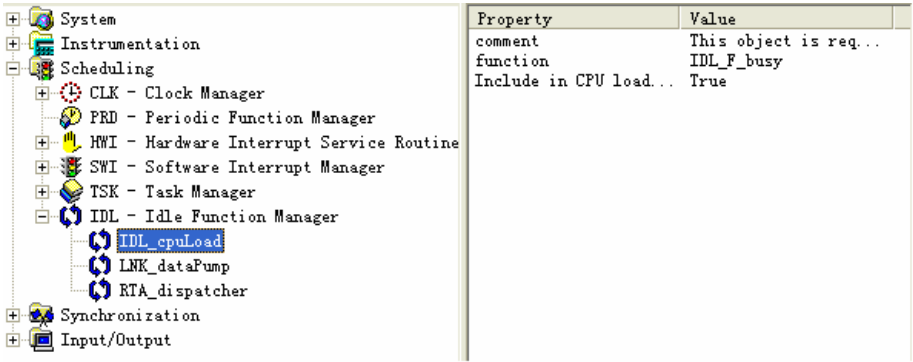 System
Instrumentation
Scheduling
CLK - Clock Manager
PRD - Periodic Function Manager
HWI - Hardware Interrupt Service Routine
SWI - Software Interrupt Manager
TSK - Task Manager
IDL - Idle Function Manager
IDL_cpuLoad
LNK_dataPump
RTA_dispatcher
Synchronization
Input/Output
Property Value
comment This object is req...
function IDL_F_busy
Include in CPU load... True